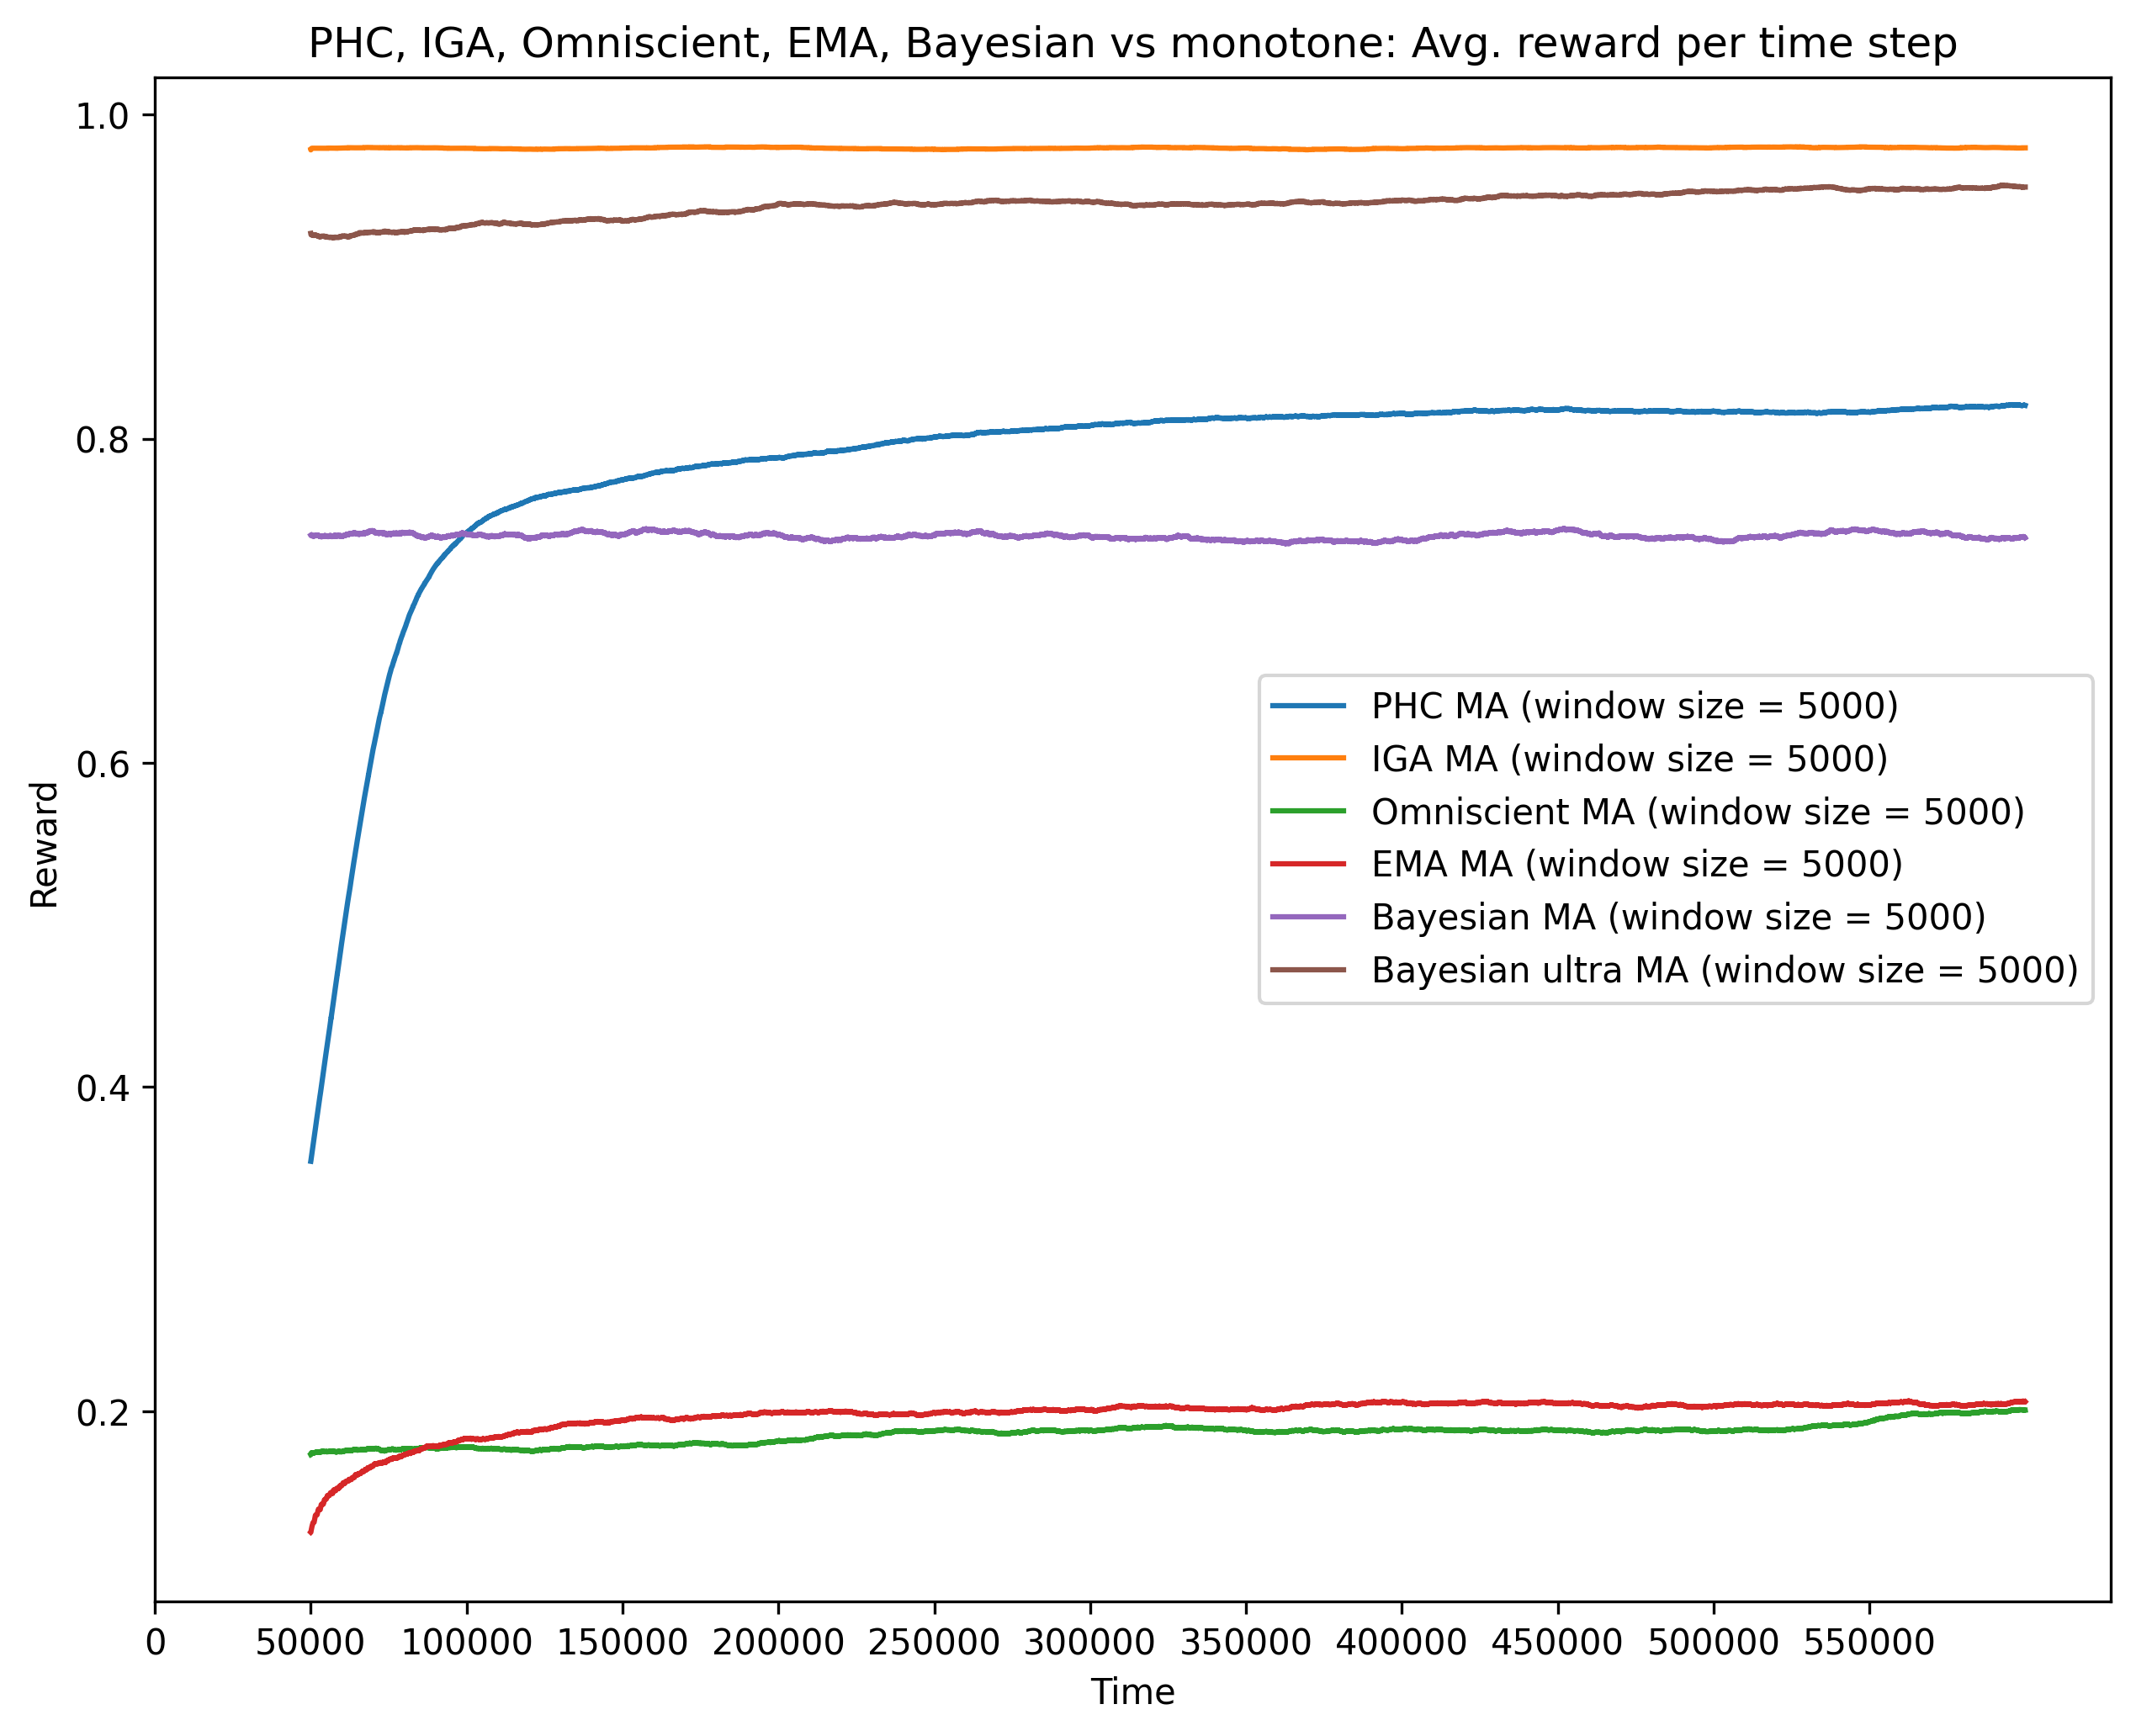 PHC, IGA, Omniscient, EMA, Bayesian vs monotone: Avg. reward per time step
1.0
0.8
0.6
0.4
0.2
Reward
PHC MA (window size = 5000)
IGA MA (window size = 5000)
Omniscient MA (window size = 5000)
EMA MA (window size = 5000)
Bayesian MA (window size = 5000)
Bayesian ultra MA (window size = 5000)
0 50000 100000 150000 200000 250000 300000 350000 400000 450000 500000 550000
Time